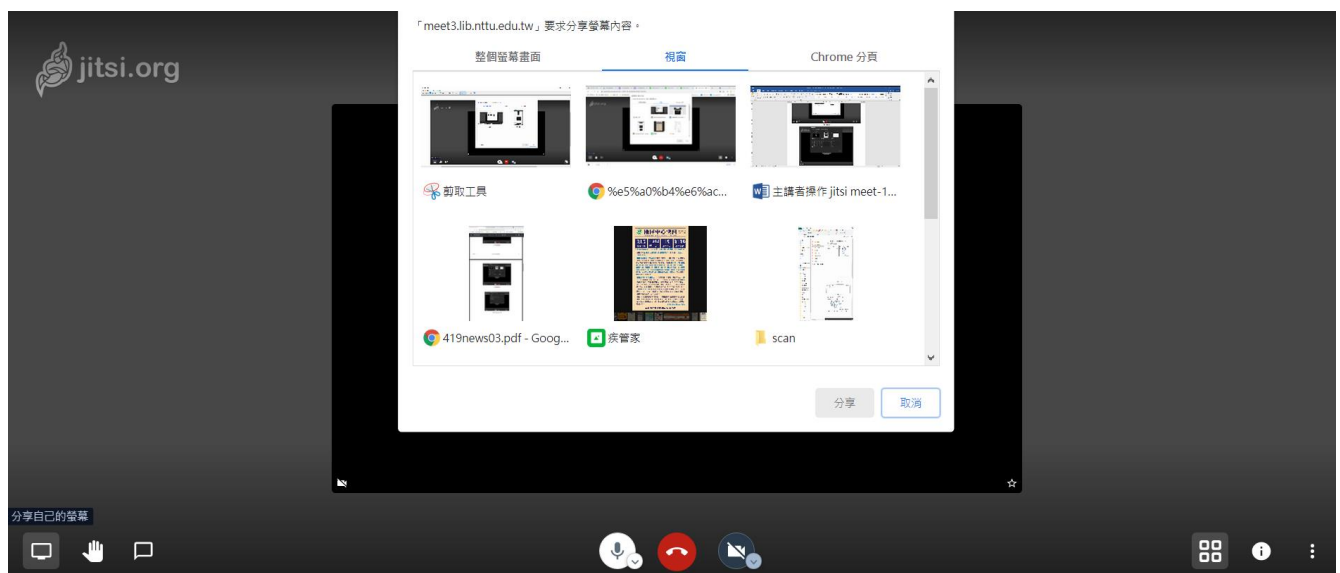 「meet3.lib.nttu.edu.tw」要求分享螢幕內容。
jitsi.org
整個螢幕畫面
視窗
Chrome 分頁
剪取工具
%e5%a0%b4%e6%ac...
主講者操作 jitsi meet-1...
419news03.pdf - Goog...
疾管家
scan
分享
取消
分享自己的螢幕